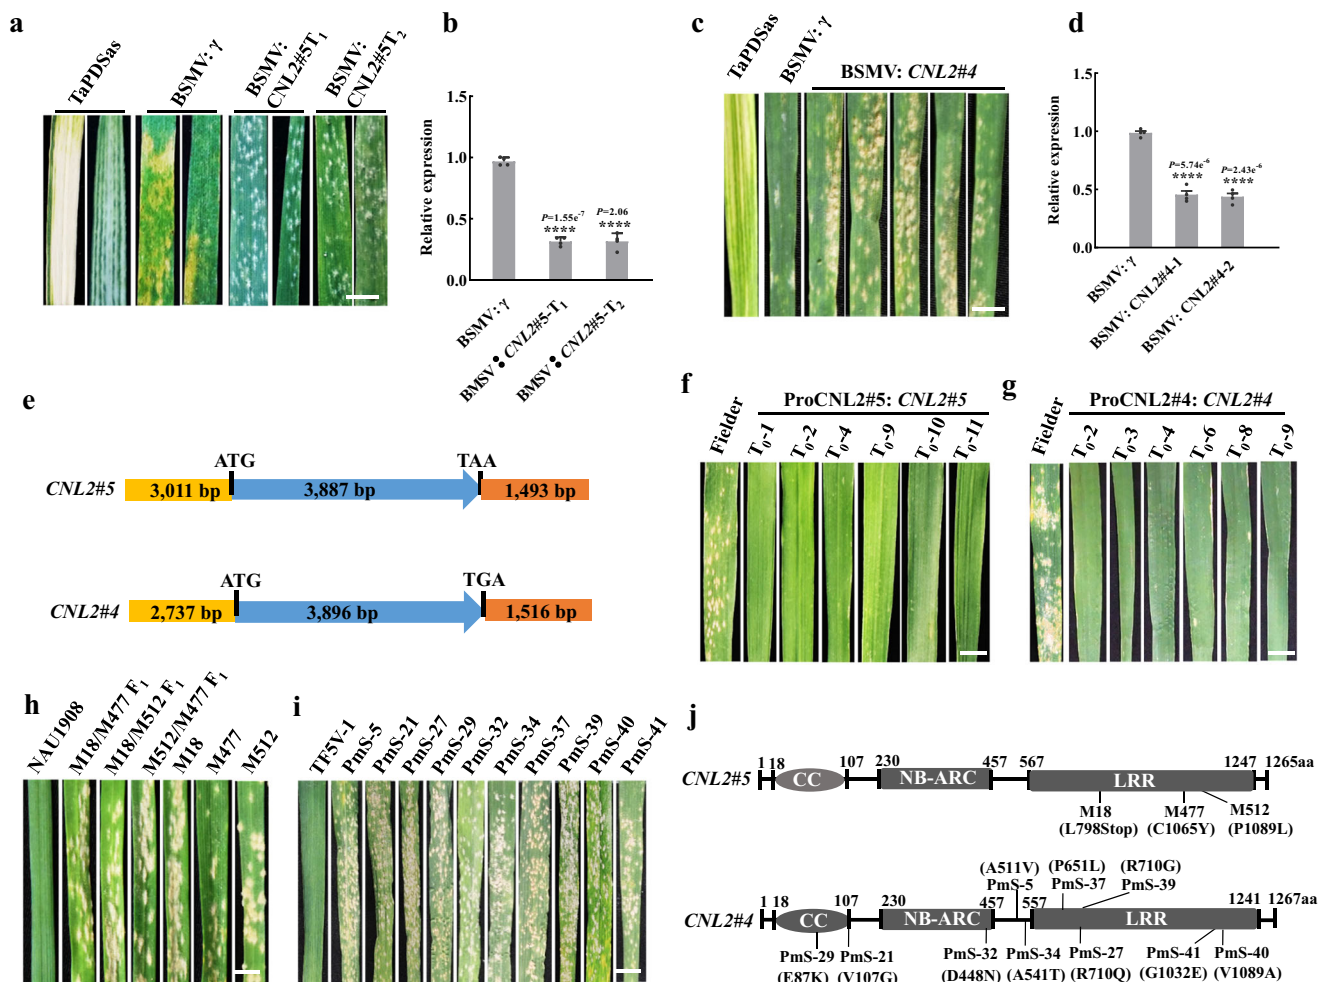 a
TaPDSas
BSMV: γ
BSMV:
CNL2#5T1
BSMV:
CNL2#5T2
b
Relative expression
1.5
1.0
0.5
0.0
P=1.55e-7
****
P=2.06
****
BSMV: γ
BMSV: CNL2#5-T1
BMSV: CNL2#5-T2
c
TaPDSas
BSMV: γ
BSMV: CNL2#4
d
Relative expression
1.5
1.0
0.5
0.0
P=5.74e-6
****
P=2.43e-6
****
BSMV: γ
BSMV: CNL2#4-1
BSMV: CNL2#4-2
e
ATG
TAA
CNL2#5
3,011 bp
3,887 bp
1,493 bp
ATG
TGA
CNL2#4
2,737 bp
3,896 bp
1,516 bp
f
Fielder
ProCNL2#5: CNL2#5
T0-1
T0-2
T0-4
T0-9
T0-10
T0-11
g
Fielder
ProCNL2#4: CNL2#4
T0-2
T0-3
T0-4
T0-6
T0-8
T0-9
h
NAU1908
M18/M477 F1
M18/M512 F1
M512/M477 F1
M18
M477
M512
i
TF5V-1
PmS-5
PmS-21
PmS-27
PmS-29
PmS-32
PmS-34
PmS-37
PmS-39
PmS-40
PmS-41
j
1 18 107 230 457 567 1247 1265aa
CNL2#5
CC
NB-ARC
LRR
M18
(L798Stop)
M477
(C1065Y)
M512
(P1089L)
(A511V)
PmS-5
(P651L)
PmS-37
(R710G)
PmS-39
1 18 107 230 457 557 1241 1267aa
CNL2#4
CC
NB-ARC
LRR
PmS-29
(E87K)
PmS-21
(V107G)
PmS-32
(D448N)
PmS-34
(A541T)
PmS-27
(R710Q)
PmS-41
(G1032E)
PmS-40
(V1089A)